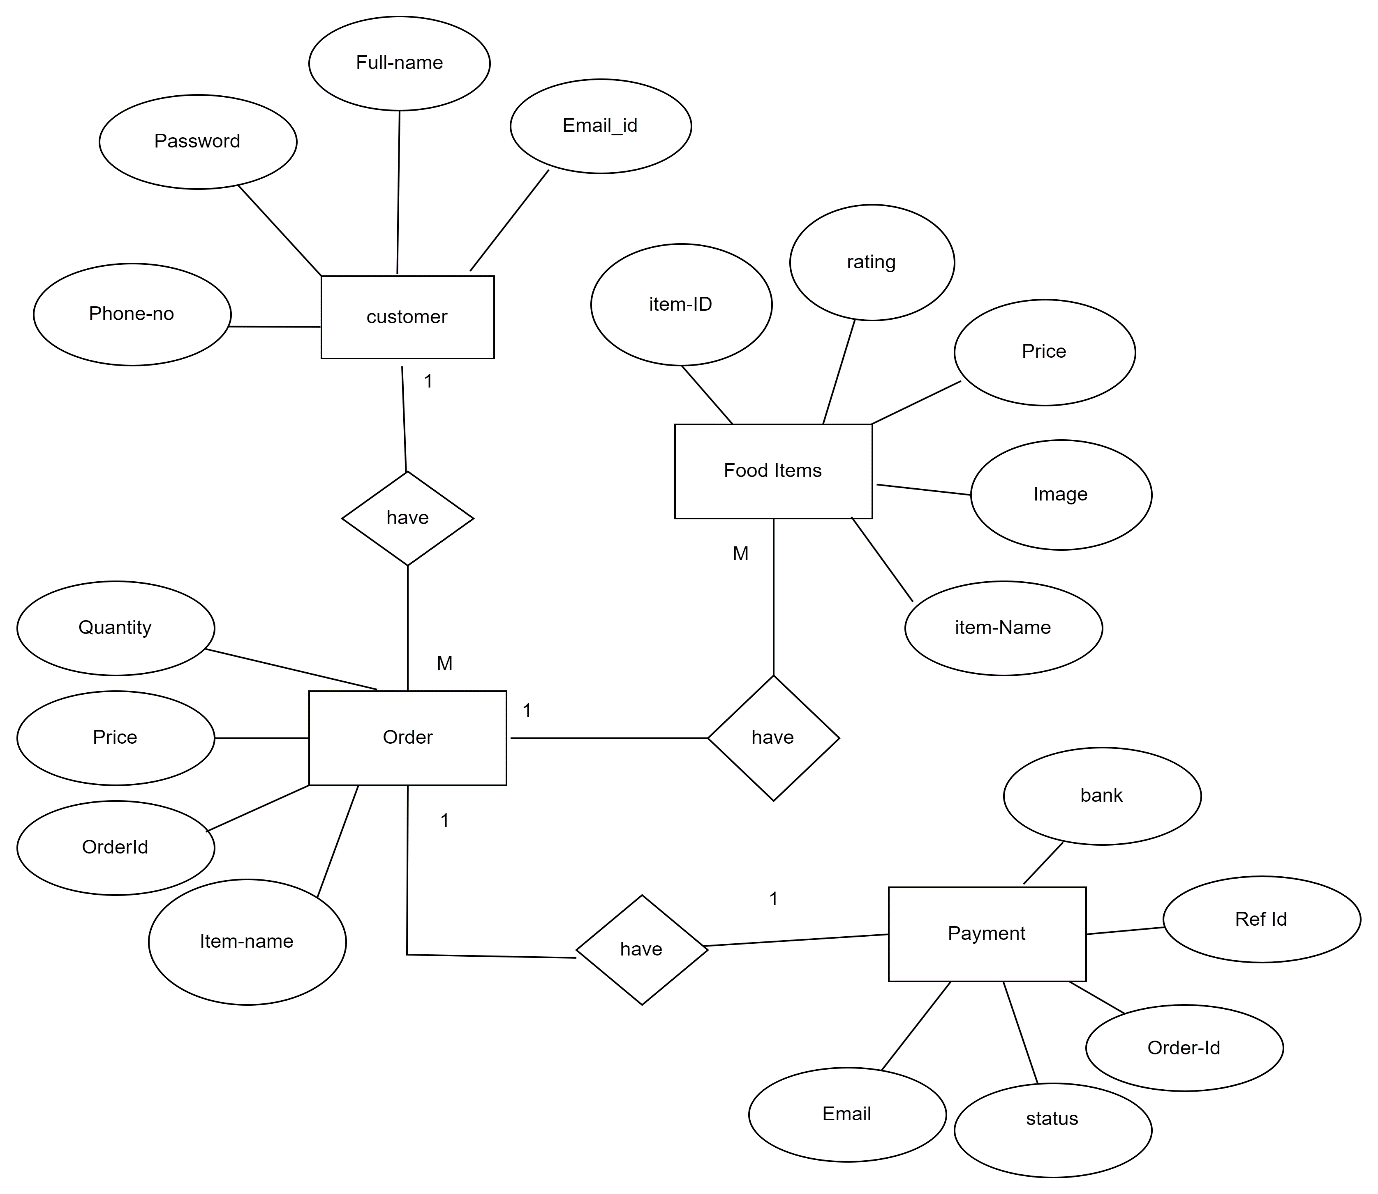 Full-name
Email_id
Password
Phone-no
customer
1
have
M
item-ID
rating
Price
Food Items
Image
item-Name
M
Quantity
Price
Order
1
have
OrderId
Item-name
1
have
1
bank
Payment
Ref Id
Order-Id
Email
status